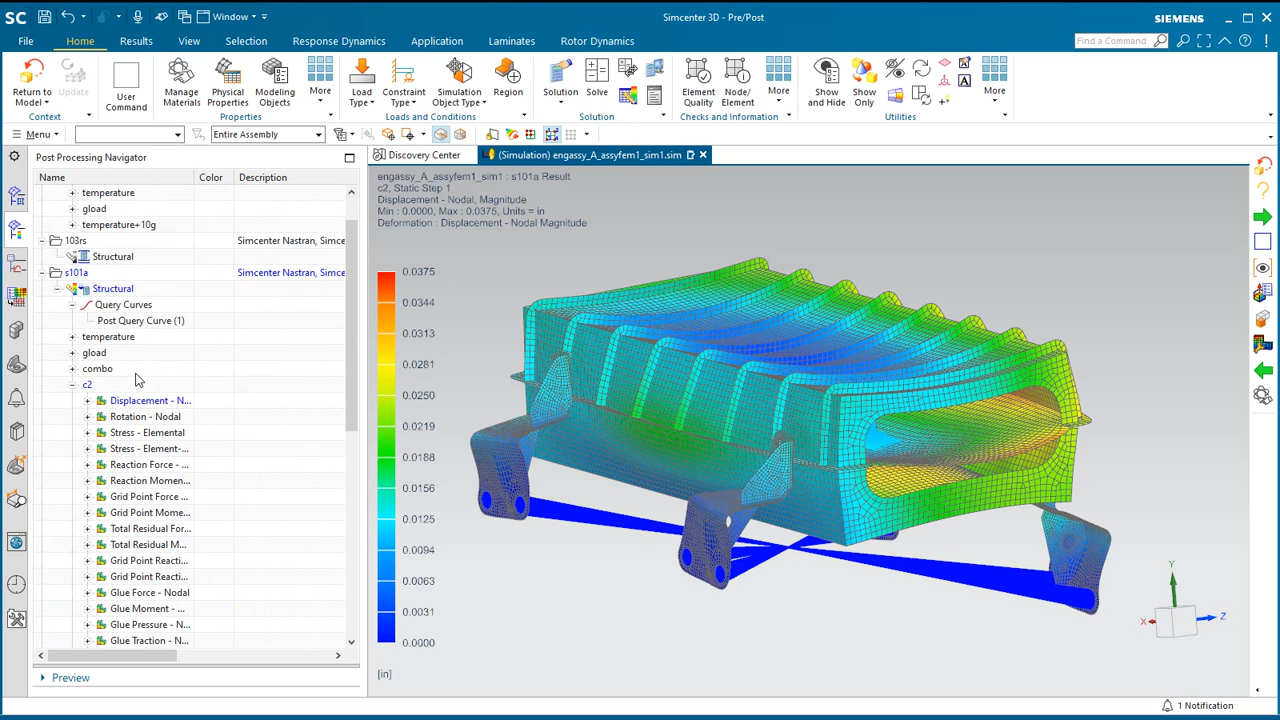 SC
Window
Simcenter 3D - Pre/Post
SIEMENS
File
Home
Results
View
Selection
Response Dynamics
Application
Laminates
Rotor Dynamics
Find a Command
Return to Model
Update
User Command
Manage Materials
Physical Properties
Modeling Objects
More
Load Type
Constraint Type
Simulation Object Type
Region
Solution
Solve
Element Quality
Node/ Element
More
Show and Hide
Show Only
More
Context
Properties
Loads and Conditions
Solution
Checks and Information
Utilities
Menu
Entire Assembly
Post Processing Navigator
Discovery Center
(Simulation) engassy_A_assyfem1_sim1.sim
Name
Color
Description
temperature
gload
temperature+10g
103rs
Simcenter Nastran, Simce
Structural
s101a
Simcenter Nastran, Simce
Structural
Query Curves
Post Query Curve (1)
temperature
gload
combo
c2
Displacement - N...
Rotation - Nodal
Stress - Elemental
Stress - Element-...
Reaction Force - ...
Reaction Momen...
Grid Point Force ...
Grid Point Mome...
Total Residual For...
Total Residual M...
Grid Point Reacti...
Grid Point Reacti...
Glue Force - Nodal
Glue Moment - ...
Glue Pressure - N...
Glue Traction - N...
Preview
engassy_A_assyfem1_sim1 : s101a Result
c2, Static Step 1
Displacement - Nodal, Magnitude
Min : 0.0000, Max : 0.0375, Units = in
Deformation : Displacement - Nodal Magnitude
0.0375
0.0344
0.0313
0.0281
0.0250
0.0219
0.0188
0.0156
0.0125
0.0094
0.0063
0.0031
0.0000
[in]
Y
X
Z
1 Notification